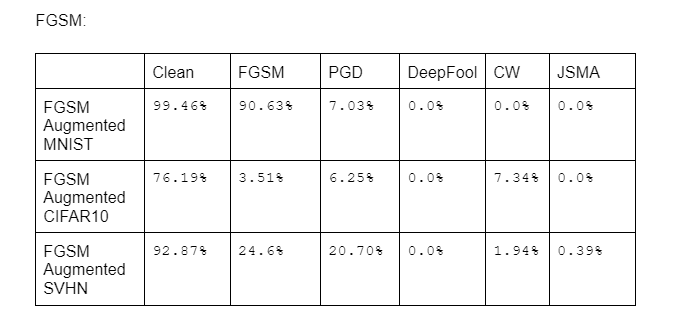 FGSM:
Clean FGSM PGD DeepFool CW JSMA
FGSM 99.46% 90.63% 7.03% 0.0% 0.0% 0.0%
Augmented
MNIST
FGSM 76.19% 3.51% 6.25% 0.0% 7.34% 0.0%
Augmented
CIFAR10
FGSM 92.87% 24.6% 20.70% 0.0% 1.94% 0.39%
Augmented
SVHN